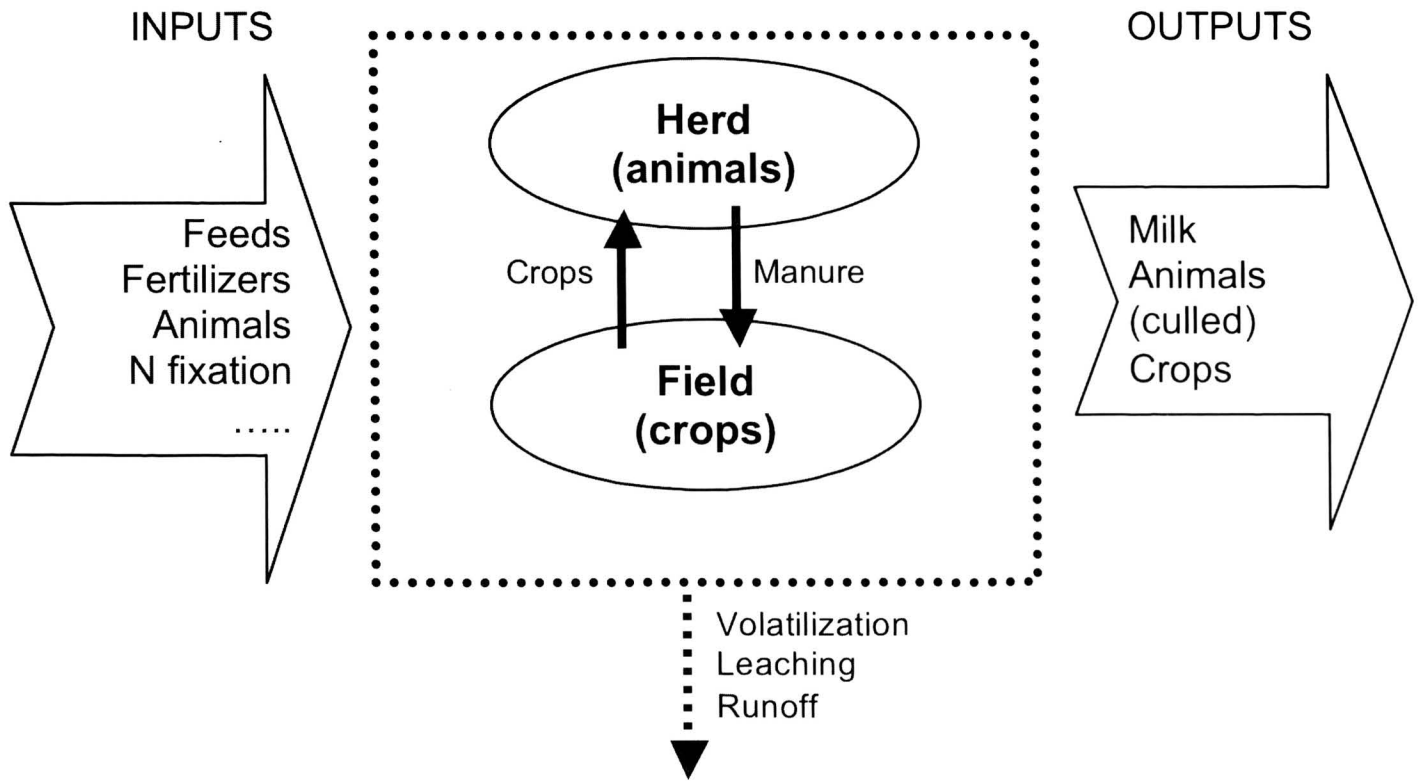 INPUTS
Feeds
Fertilizers
Animals
N fixation
.....
Herd
(animals)
Crops
Manure
Field
(crops)
Volatilization
Leaching
Runoff
OUTPUTS
Milk
Animals
(culled)
Crops